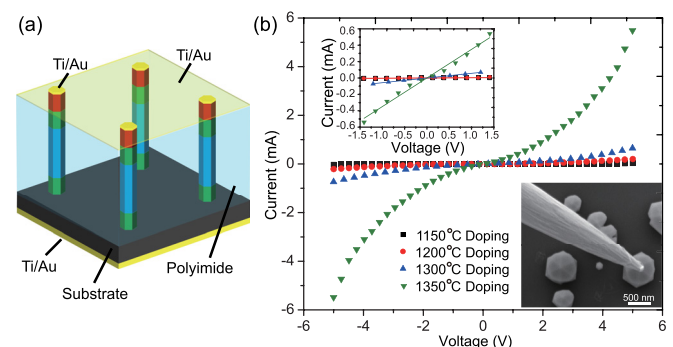 (a)
Ti/Au
Ti/Au
Ti/Au
Substrate
Polyimide
(b)
Current (mA)
6
4
2
0
-2
-4
-6
-6
-4
-2
0
2
4
6
Voltage (V)
Current (mA)
0.6
0.4
0.2
0.0
-0.2
-0.4
-0.6
-1.5
-1.0
-0.5
0.0
0.5
1.0
1.5
Voltage (V)
1150°C Doping
1200°C Doping
1300°C Doping
1350°C Doping
500 nm